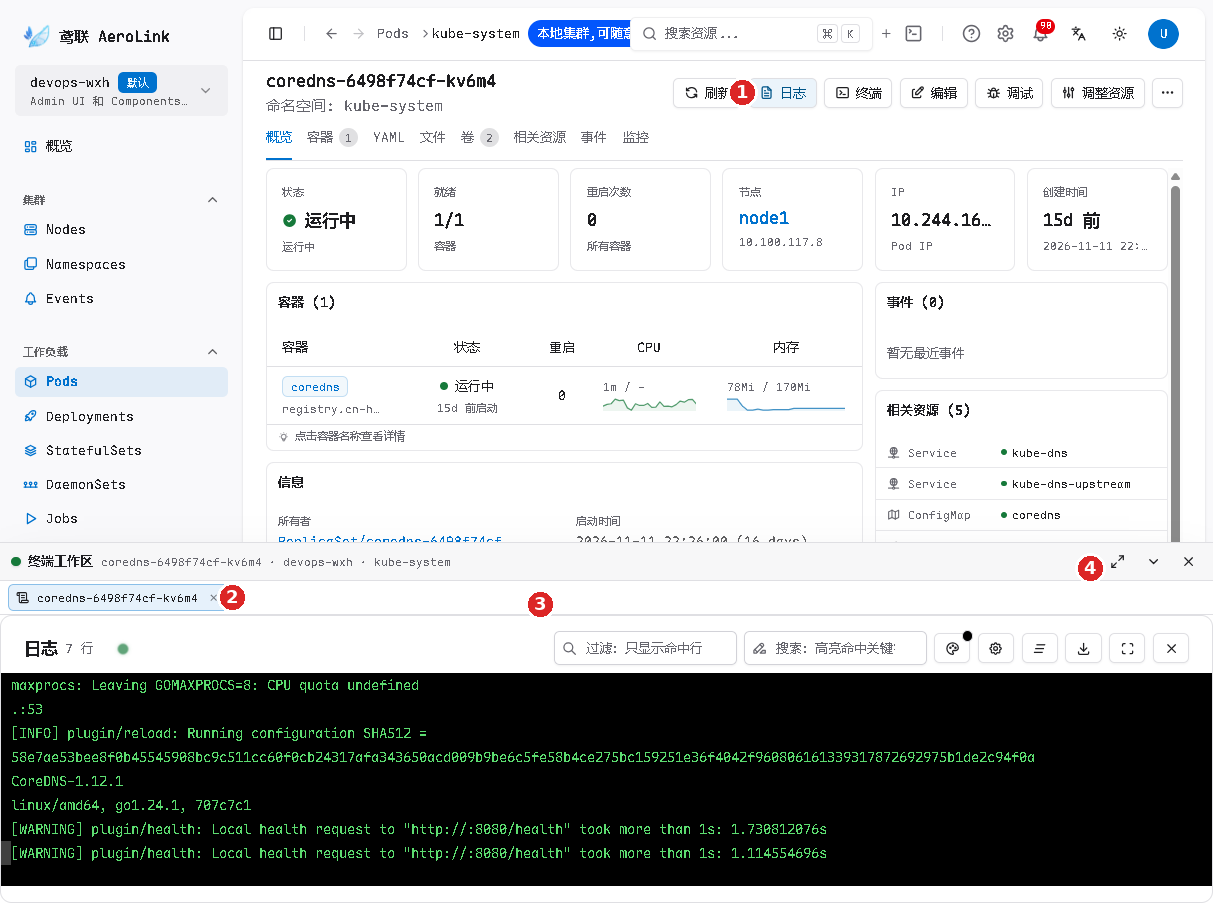 鸢联 AeroLink
devops-wxh 默认
Admin UI 和 Components…
概览
集群
Nodes
Namespaces
Events
工作负载
Pods
Deployments
StatefulSets
DaemonSets
Jobs
Pods > kube-system 本地集群,可随意
搜索资源... ⌘ K
90
U
coredns-6498f74cf-kv6m4
命名空间: kube-system
刷新 1 日志 终端 编辑 调试 调整资源 ...
概览 容器 1 YAML 文件 卷 2 相关资源 事件 监控
状态
运行中
运行中
就绪
1/1
容器
重启次数
0
所有容器
节点
node1
10.100.117.8
IP
10.244.16…
Pod IP
创建时间
15d 前
2026-11-11 22:…
容器 (1)
容器 状态 重启 CPU 内存
coredns 运行中 0 1m / - 78Mi / 170Mi
registry.cn-h… 15d 前启动
点击容器名称查看详情
信息
所有者 启动时间
ReplicaSet/coredns-6498f74cf 2026-11-11 22:26:00 (16 days)
事件 (0)
暂无最近事件
相关资源 (5)
Service kube-dns
Service kube-dns-upstream
ConfigMap coredns
终端工作区 coredns-6498f74cf-kv6m4 · devops-wxh · kube-system 4
coredns-6498f74cf-kv6m4 × 2
3
日志 7 行
过滤: 只显示命中行
搜索: 高亮命中关键
maxprocs: Leaving GOMAXPROCS=8: CPU quota undefined
.:53
[INFO] plugin/reload: Running configuration SHA512 =
58e7ae53bee8f0b45545908bc9c511cc60f0cb24317afa343650acd009b9be6c5fe58b4ce275bc159251e36f4042f960806161339317872692975b1de2c94f0a
CoreDNS-1.12.1
linux/amd64, go1.24.1, 707c7c1
[WARNING] plugin/health: Local health request to "http://:8080/health" took more than 1s: 1.730812076s
[WARNING] plugin/health: Local health request to "http://:8080/health" took more than 1s: 1.114554696s